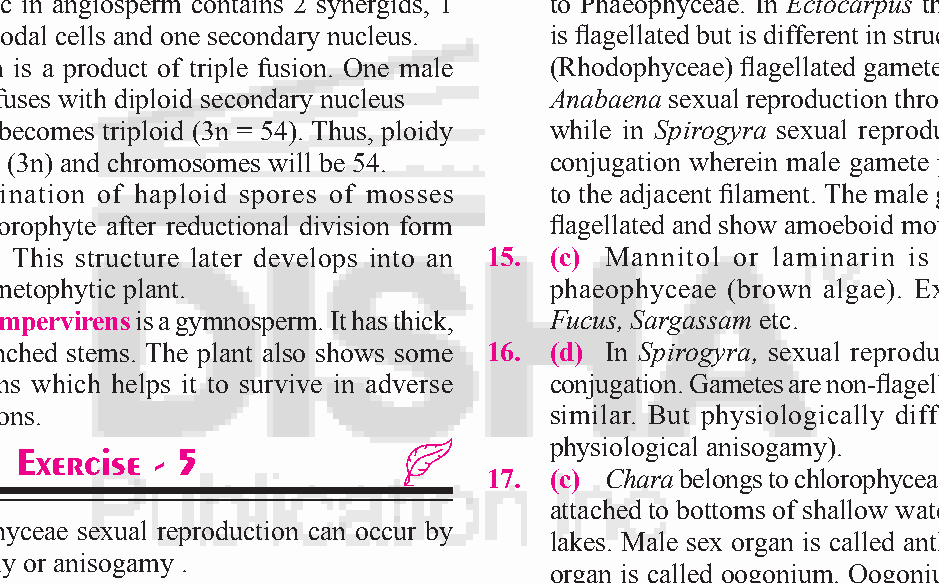 c in angiosperm contains 2 synergids, 1
odal cells and one secondary nucleus.
n is a product of triple fusion. One male
fuses with diploid secondary nucleus
becomes triploid (3n = 54). Thus, ploidy
(3n) and chromosomes will be 54.
ination of haploid spores of mosses
orophyte after reductional division form
This structure later develops into an
metophytic plant.
mpervirens is a gymnosperm. It has thick,
nched stems. The plant also shows some
ns which helps it to survive in adverse
ons.
EXERCISE - 5
hyceae sexual reproduction can occur by
y or anisogamy .
to Phaeophyceae. In Ectocarpus th
is flagellated but is different in struc
(Rhodophyceae) flagellated gamete
Anabaena sexual reproduction thro
while in Spirogyra sexual reprodu
conjugation wherein male gamete
to the adjacent filament. The male g
flagellated and show amoeboid mo
15. (c) Mannitol or laminarin is
phaeophyceae (brown algae). Ex
Fucus, Sargassam etc.
16. (d) In Spirogyra, sexual reprodu
conjugation. Gametes are non-flagell
similar. But physiologically diff
physiological anisogamy).
17. (c) Chara belongs to chlorophycea
attached to bottoms of shallow wate
lakes. Male sex organ is called ant
organ is called oogonium. Oogoniu
DISHA
Publication Inc